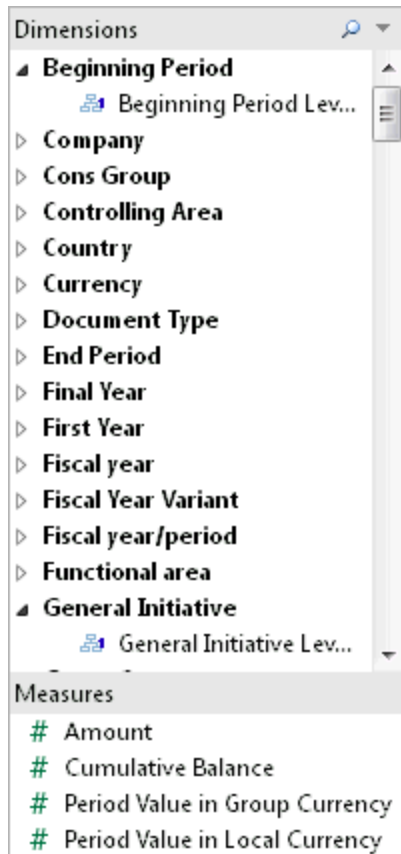 Dimensions
Beginning Period
Beginning Period Lev...
Company
Cons Group
Controlling Area
Country
Currency
Document Type
End Period
Final Year
First Year
Fiscal year
Fiscal Year Variant
Fiscal year/period
Functional area
General Initiative
General Initiative Lev...
Measures
# Amount
# Cumulative Balance
# Period Value in Group Currency
# Period Value in Local Currency